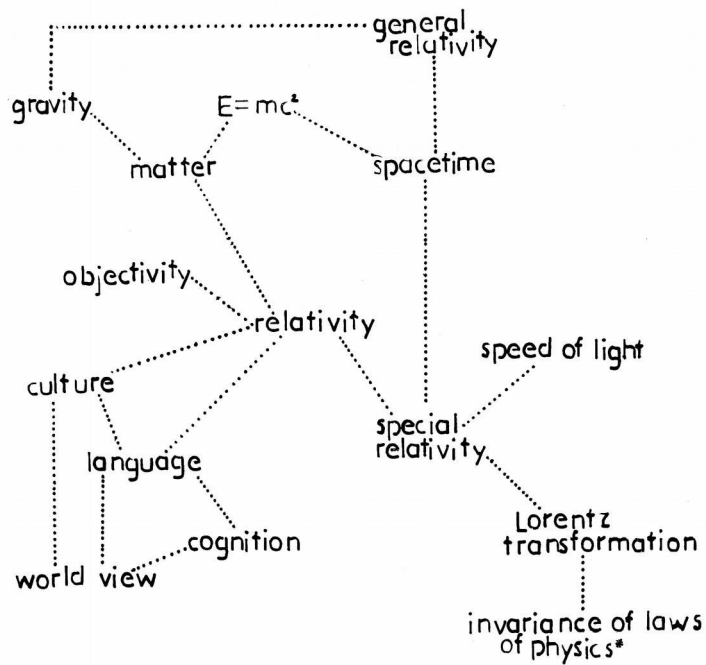 general
relativity
gravity
E=mc²
matter
spacetime
objectivity
relativity
speed of light
culture
special
relativity
language
Lorentz
transformation
cognition
world view
invariance of laws
of physics*